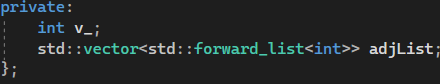 private:
    int v_;
    std::vector<std::forward_list<int>> adjList;
};